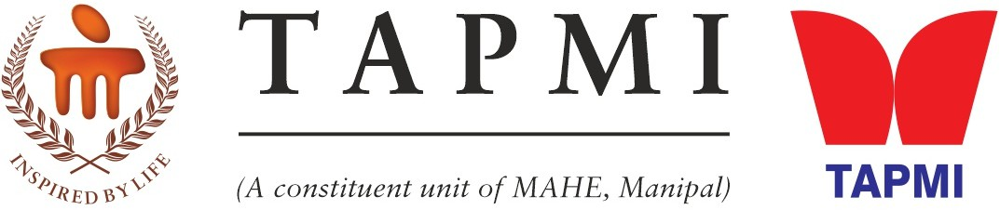 INSPIRED BY LIFE
TAPMI
(A constituent unit of MAHE, Manipal)
TAPMI